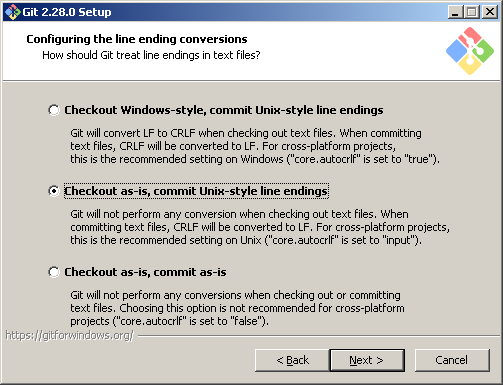 Git 2.28.0 Setup
Configuring the line ending conversions
How should Git treat line endings in text files?
Checkout Windows-style, commit Unix-style line endings
Git will convert LF to CRLF when checking out text files. When committing
text files, CRLF will be converted to LF. For cross-platform projects,
this is the recommended setting on Windows ("core.autocrlf" is set to "true").
Checkout as-is, commit Unix-style line endings
Git will not perform any conversion when checking out text files. When
committing text files, CRLF will be converted to LF. For cross-platform projects,
this is the recommended setting on Unix ("core.autocrlf" is set to "input").
Checkout as-is, commit as-is
Git will not perform any conversions when checking out or committing
text files. Choosing this option is not recommended for cross-platform
projects ("core.autocrlf" is set to "false").
https://gitforwindows.org/
< Back
Next >
Cancel